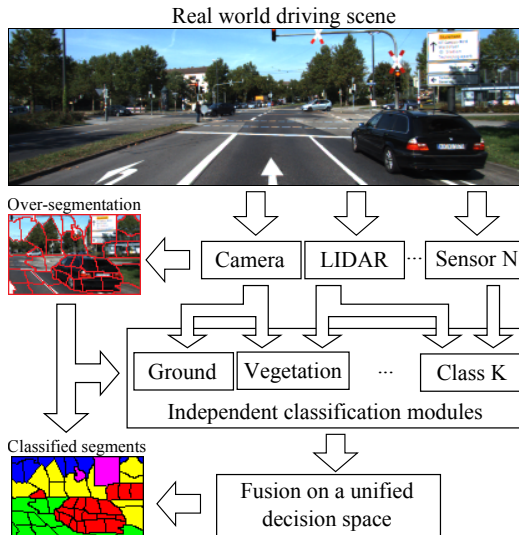 Real world driving scene
Over-segmentation
Camera
LIDAR
...
Sensor N
Ground
Vegetation
...
Class K
Independent classification modules
Classified segments
Fusion on a unified
decision space